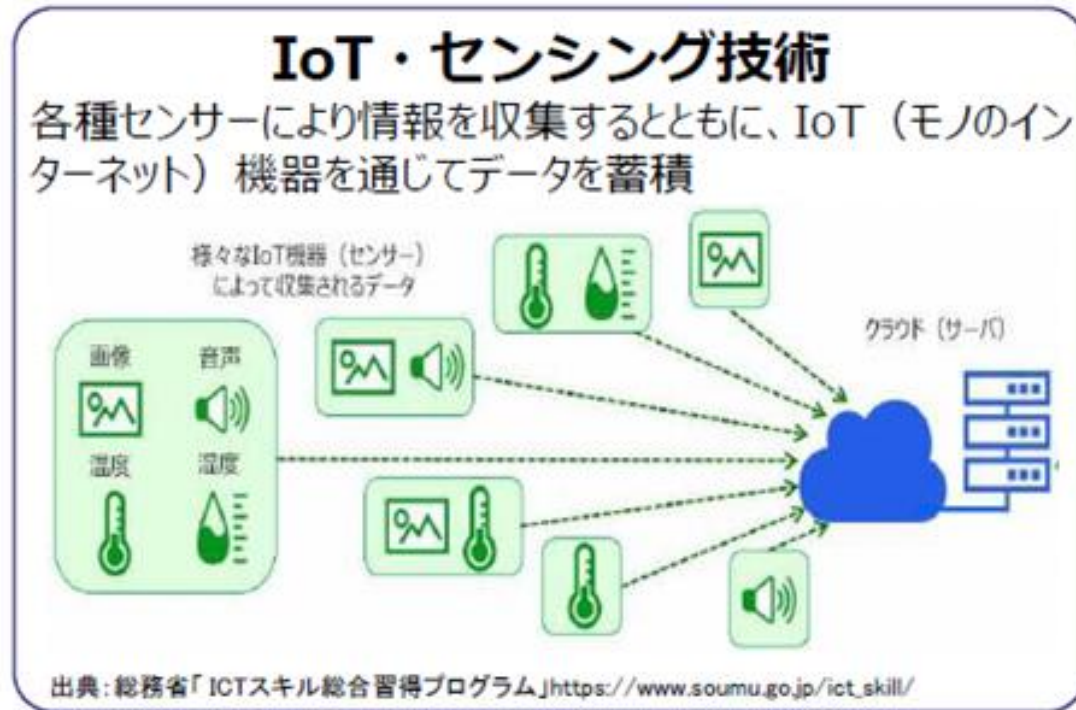 IoT・センシング技術
各種センサーにより情報を収集するとともに、IoT（モノのイン
ターネット）機器を通じてデータを蓄積
様々なIoT機器（センサー）
によって収集されるデータ
クラウド（サーバ）
画像 音声
温度 湿度
出典：総務省「ICTスキル総合習得プログラム」https://www.soumu.go.jp/ict_skill/